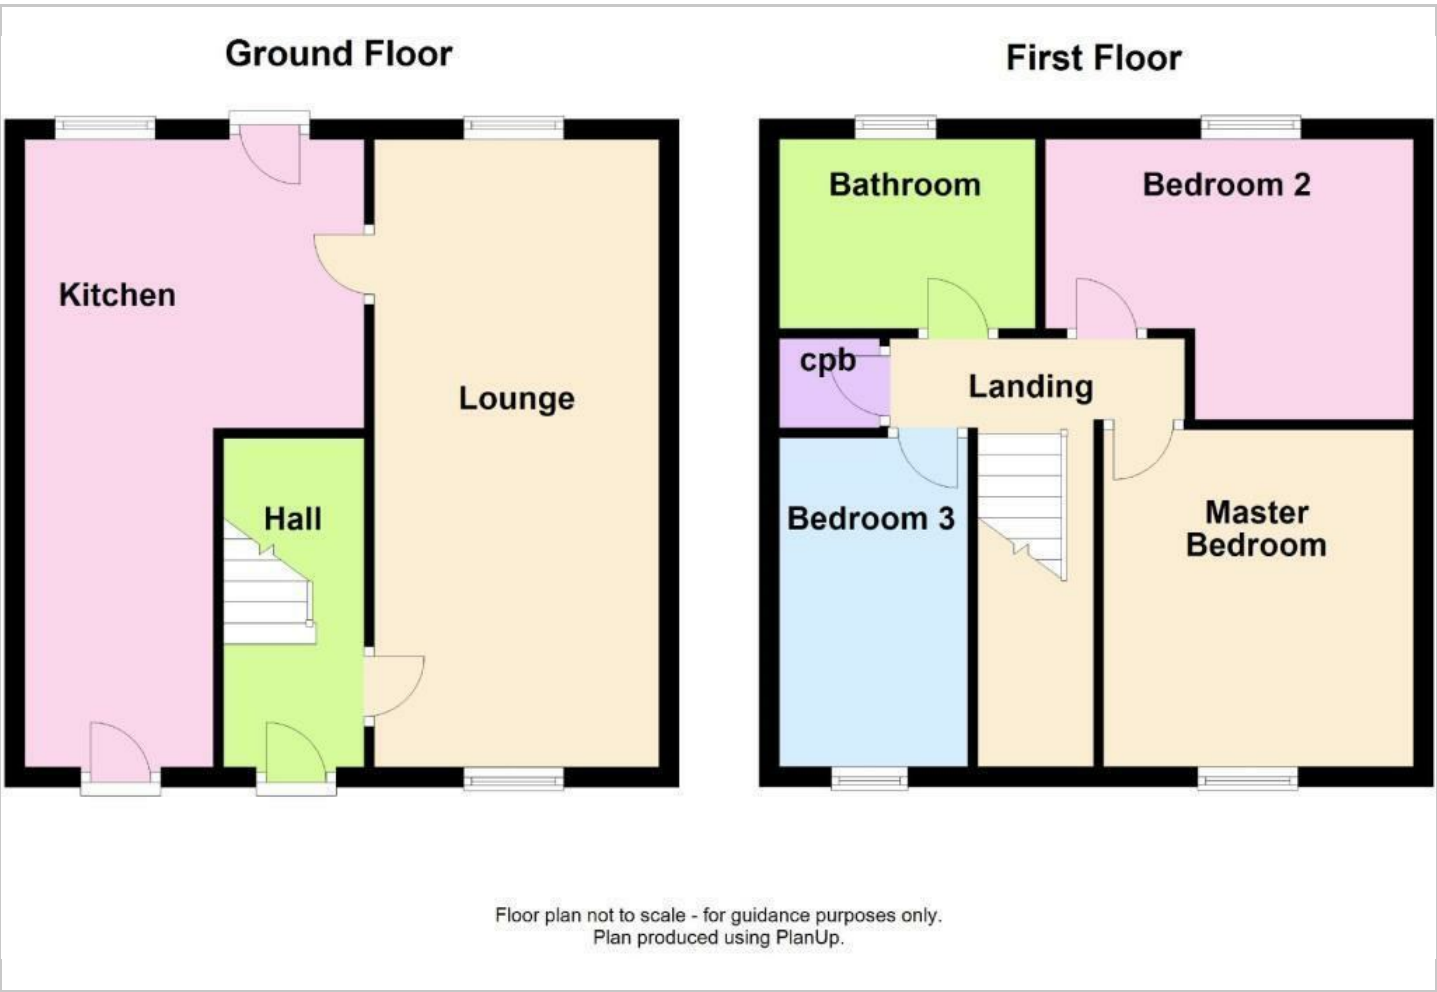 Ground Floor
First Floor
Bathroom
Bedroom 2
Kitchen
Lounge
cpb
Landing
Hall
Bedroom 3
Master
Bedroom
Floor plan not to scale - for guidance purposes only.
Plan produced using PlanUp.